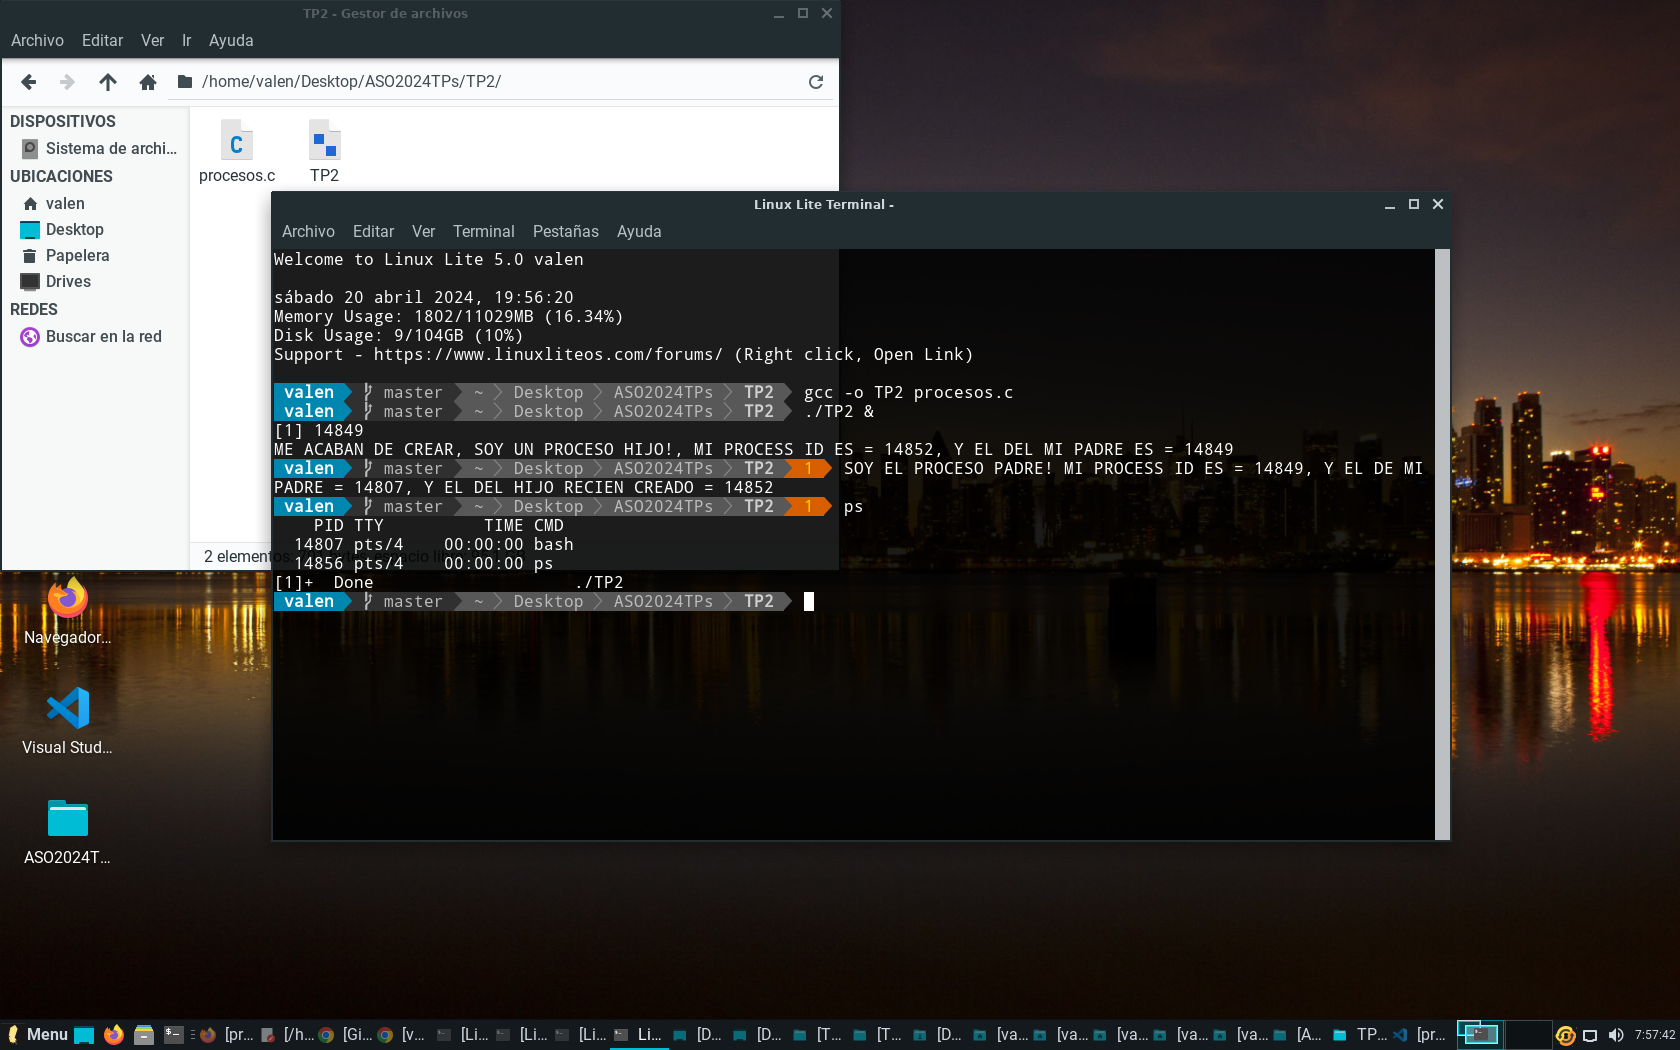 TP2 - Gestor de archivos
Archivo Editar Ver Ir Ayuda
/home/valen/Desktop/ASO2024TPs/TP2/
DISPOSITIVOS
Sistema de archi...
UBICACIONES
valen
Desktop
Papelera
Drives
REDES
Buscar en la red
procesos.c TP2
2 elementos
Linux Lite Terminal -
Archivo Editar Ver Terminal Pestañas Ayuda
Welcome to Linux Lite 5.0 valen
sábado 20 abril 2024, 19:56:20
Memory Usage: 1802/11029MB (16.34%)
Disk Usage: 9/104GB (10%)
Support - https://www.linuxliteos.com/forums/ (Right click, Open Link)
valen master ~ Desktop ASO2024TPs TP2 gcc -o TP2 procesos.c
valen master ~ Desktop ASO2024TPs TP2 ./TP2 &
[1] 14849
ME ACABAN DE CREAR, SOY UN PROCESO HIJO!, MI PROCESS ID ES = 14852, Y EL DEL MI PADRE ES = 14849
valen master ~ Desktop ASO2024TPs TP2 1 SOY EL PROCESO PADRE! MI PROCESS ID ES = 14849, Y EL DE MI
PADRE = 14807, Y EL DEL HIJO RECIEN CREADO = 14852
valen master ~ Desktop ASO2024TPs TP2 1 ps
PID TTY TIME CMD
14807 pts/4 00:00:00 bash
14856 pts/4 00:00:00 ps
[1]+ Done ./TP2
valen master ~ Desktop ASO2024TPs TP2
Navegador...
Visual Stud...
ASO2024T...
Menu [pr... [/h... [Gi... [v... [Li... [Li... [Li... Li... [D... [D... [T... [T... [D... [va... [va... [va... [va... [va... [A... TP... [pr... 7:57:42